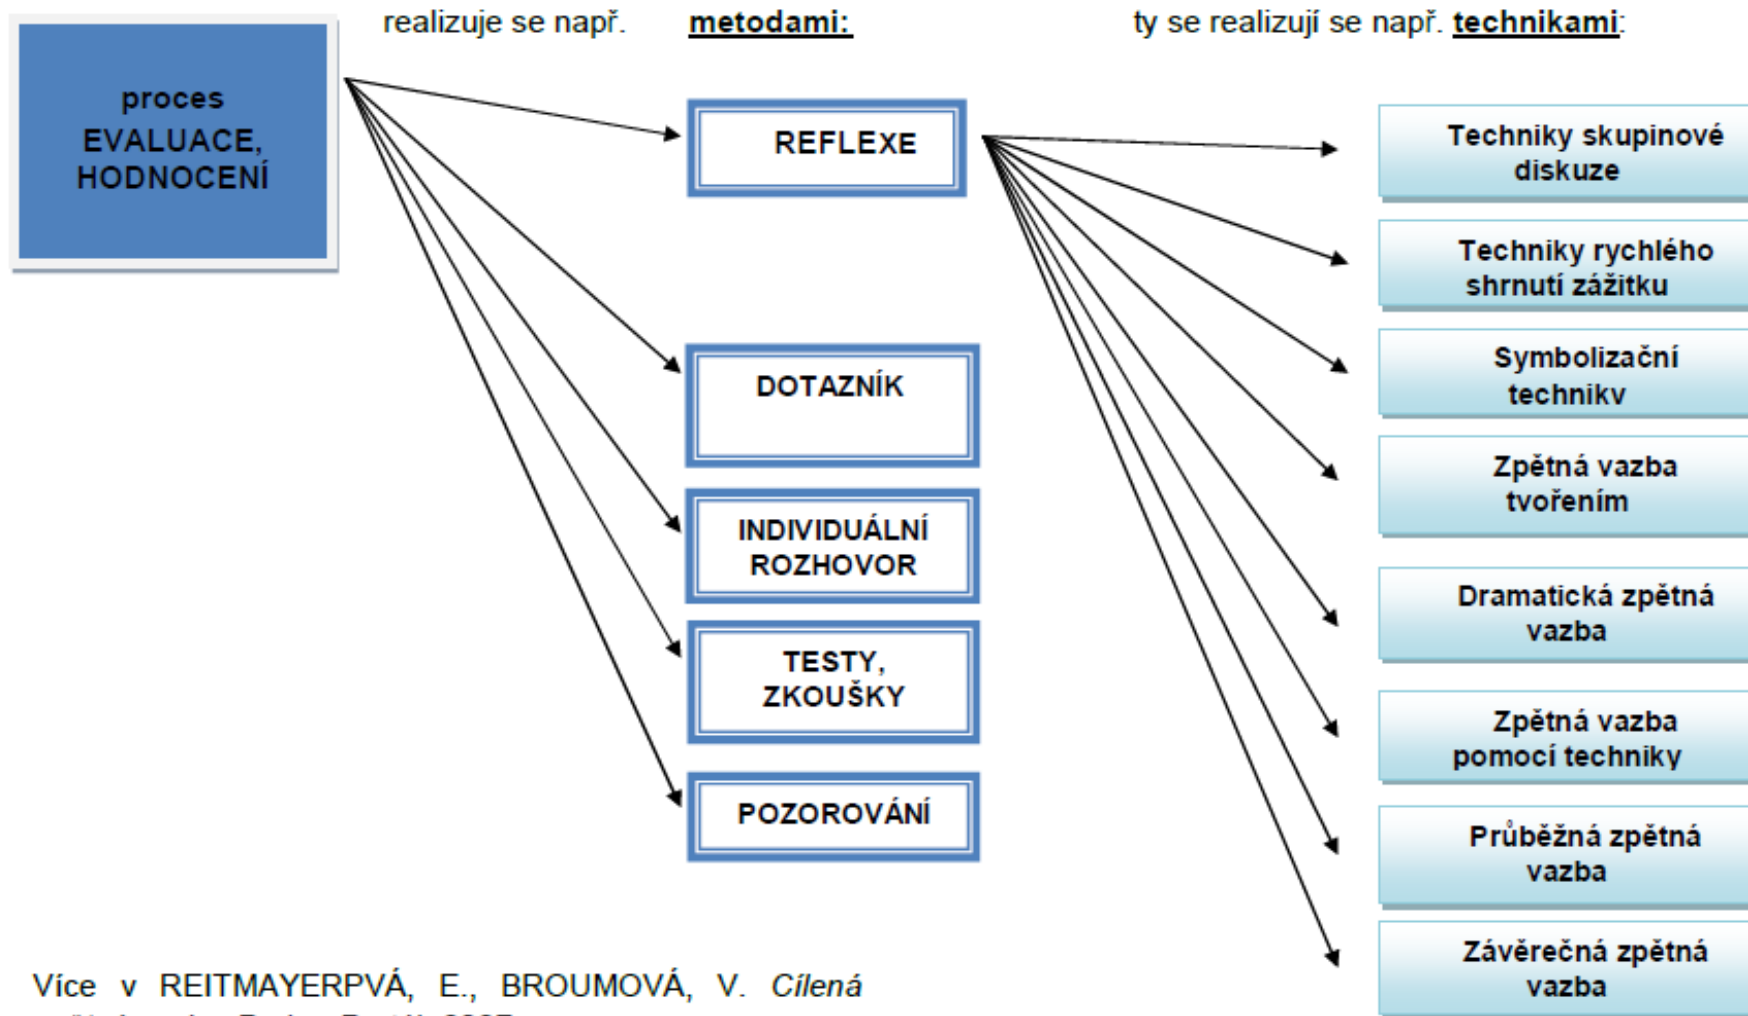 realizuje se např. metodami:
ty se realizují se např. technikami:
proces
EVALUACE,
HODNOCENÍ
REFLEXE
DOTAZNÍK
INDIVIDUÁLNÍ
ROZHOVOR
TESTY,
ZKOUŠKY
POZOROVÁNÍ
Techniky skupinové
diskuze
Techniky rychlého
shrnutí zážitku
Symbolizační
techniky
Zpětná vazba
tvořením
Dramatická zpětná
vazba
Zpětná vazba
pomocí techniky
Průběžná zpětná
vazba
Závěrečná zpětná
vazba
Více v REITMAYERPVÁ, E., BROUMOVÁ, V. Cílená